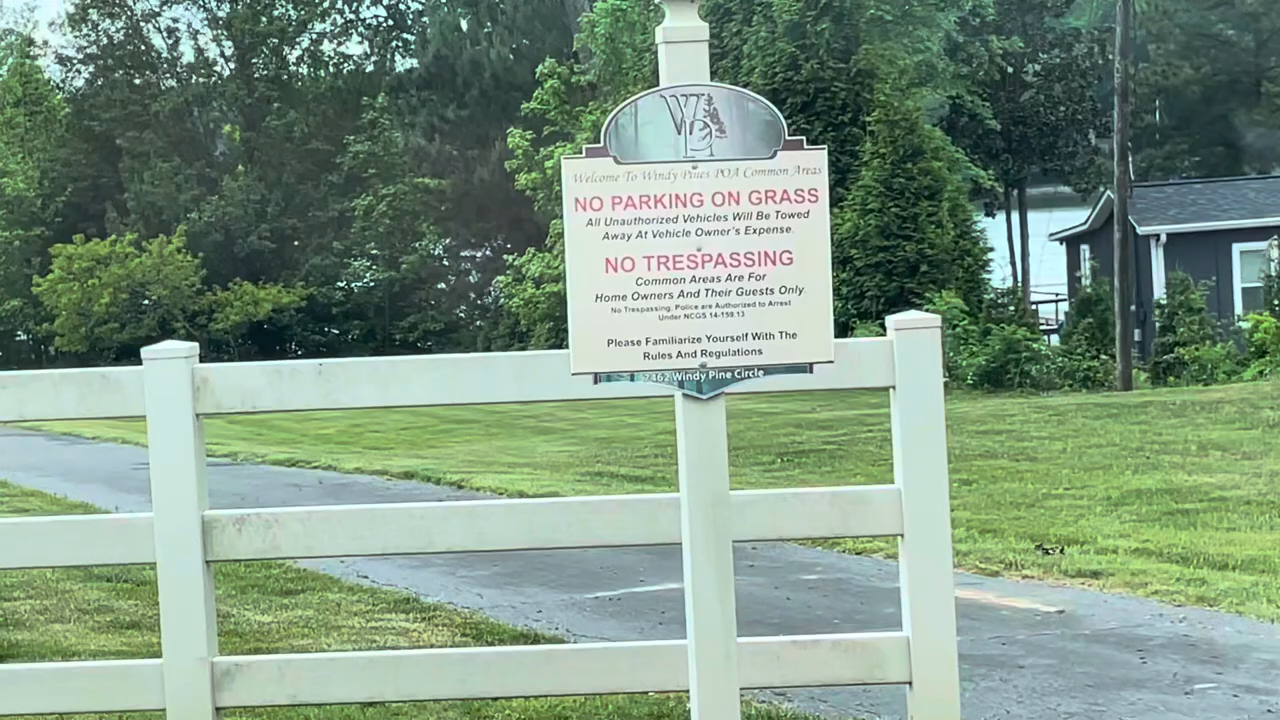 WP
Welcome To Windy Pines POA Common Areas
NO PARKING ON GRASS
All Unauthorized Vehicles Will Be Towed
Away At Vehicle Owner's Expense.
NO TRESPASSING
Common Areas Are For
Home Owners And Their Guests Only.
No Trespassing, Police are Authorized to Arrest
Under NCGS 14-159.13
Please Familiarize Yourself With The
Rules And Regulations
7462 Windy Pine Circle